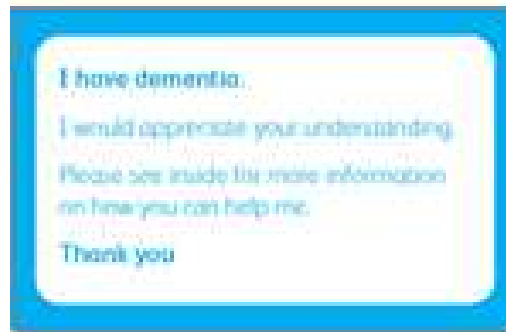 I have dementia.
I would appreciate your understanding.
Please see inside for more information
on how you can help me.
Thank you